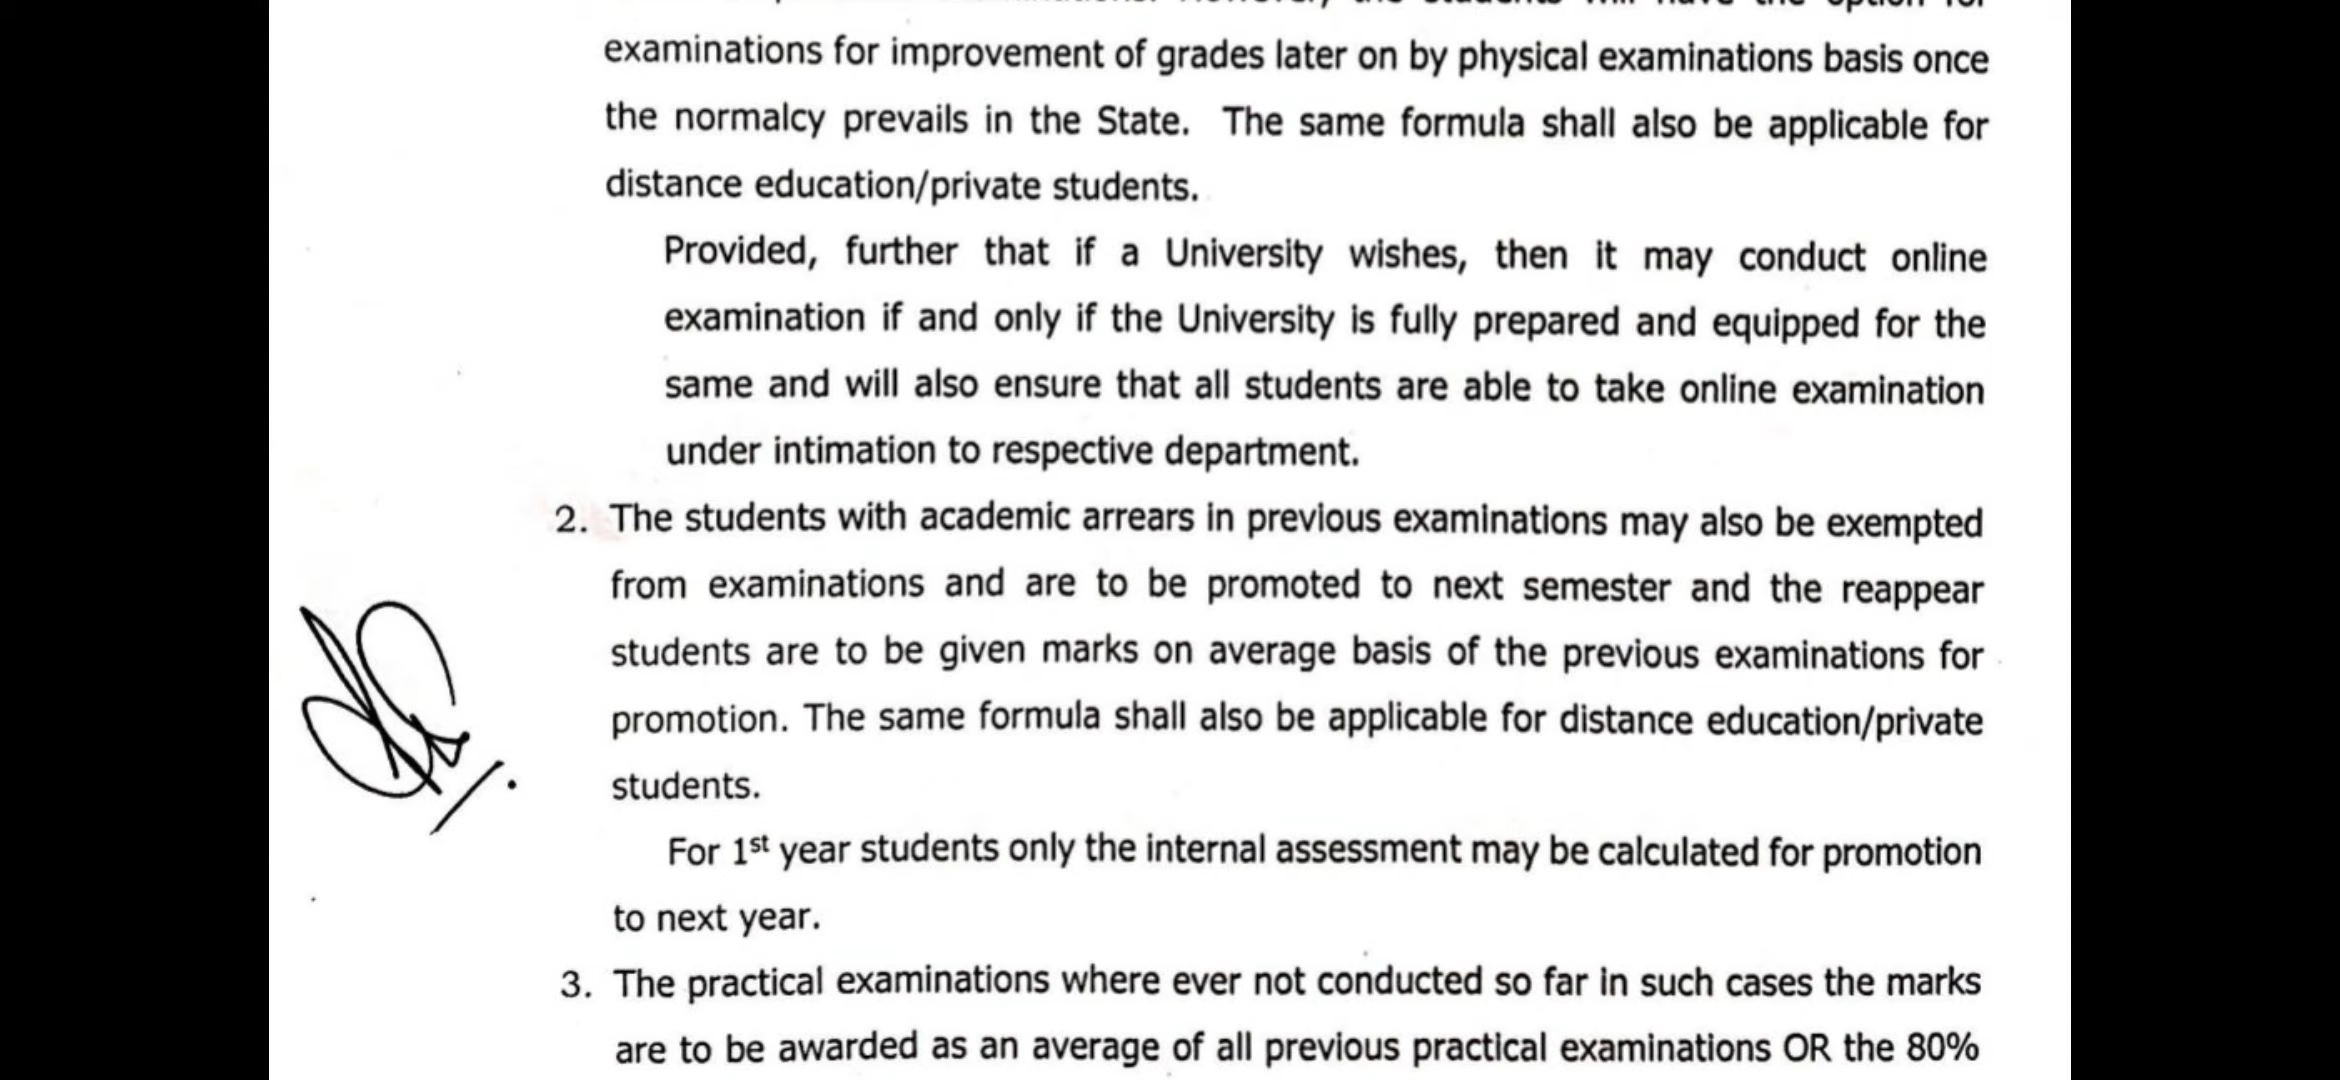 However, the students will have the option for
examinations for improvement of grades later on by physical examinations basis once
the normalcy prevails in the State. The same formula shall also be applicable for
distance education/private students.
Provided, further that if a University wishes, then it may conduct online
examination if and only if the University is fully prepared and equipped for the
same and will also ensure that all students are able to take online examination
under intimation to respective department.
2. The students with academic arrears in previous examinations may also be exempted
from examinations and are to be promoted to next semester and the reappear
students are to be given marks on average basis of the previous examinations for
promotion. The same formula shall also be applicable for distance education/private
students.
For 1st year students only the internal assessment may be calculated for promotion
to next year.
3. The practical examinations where ever not conducted so far in such cases the marks
are to be awarded as an average of all previous practical examinations OR the 80%